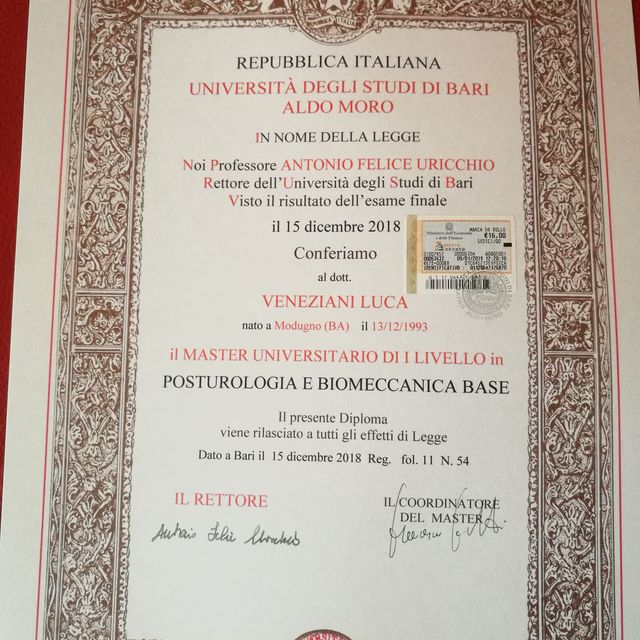 REPUBBLICA ITALIANA
UNIVERSITÀ DEGLI STUDI DI BARI
ALDO MORO
IN NOME DELLA LEGGE
Noi Professore ANTONIO FELICE URICCHIO
Rettore dell'Università degli Studi di Bari
Visto il risultato dell'esame finale
il 15 dicembre 2018
MARCA DA BOLLO
€16,00
SEDICI/00
Conferiamo
al dott.
VENEZIANI LUCA
nato a Modugno (BA) il 13/12/1993
il MASTER UNIVERSITARIO DI I LIVELLO in
POSTUROLOGIA E BIOMECCANICA BASE
Il presente Diploma
viene rilasciato a tutti gli effetti di Legge
Dato a Bari il 15 dicembre 2018 Reg. fol. 11 N. 54
IL RETTORE
IL COORDINATORE
DEL MASTER